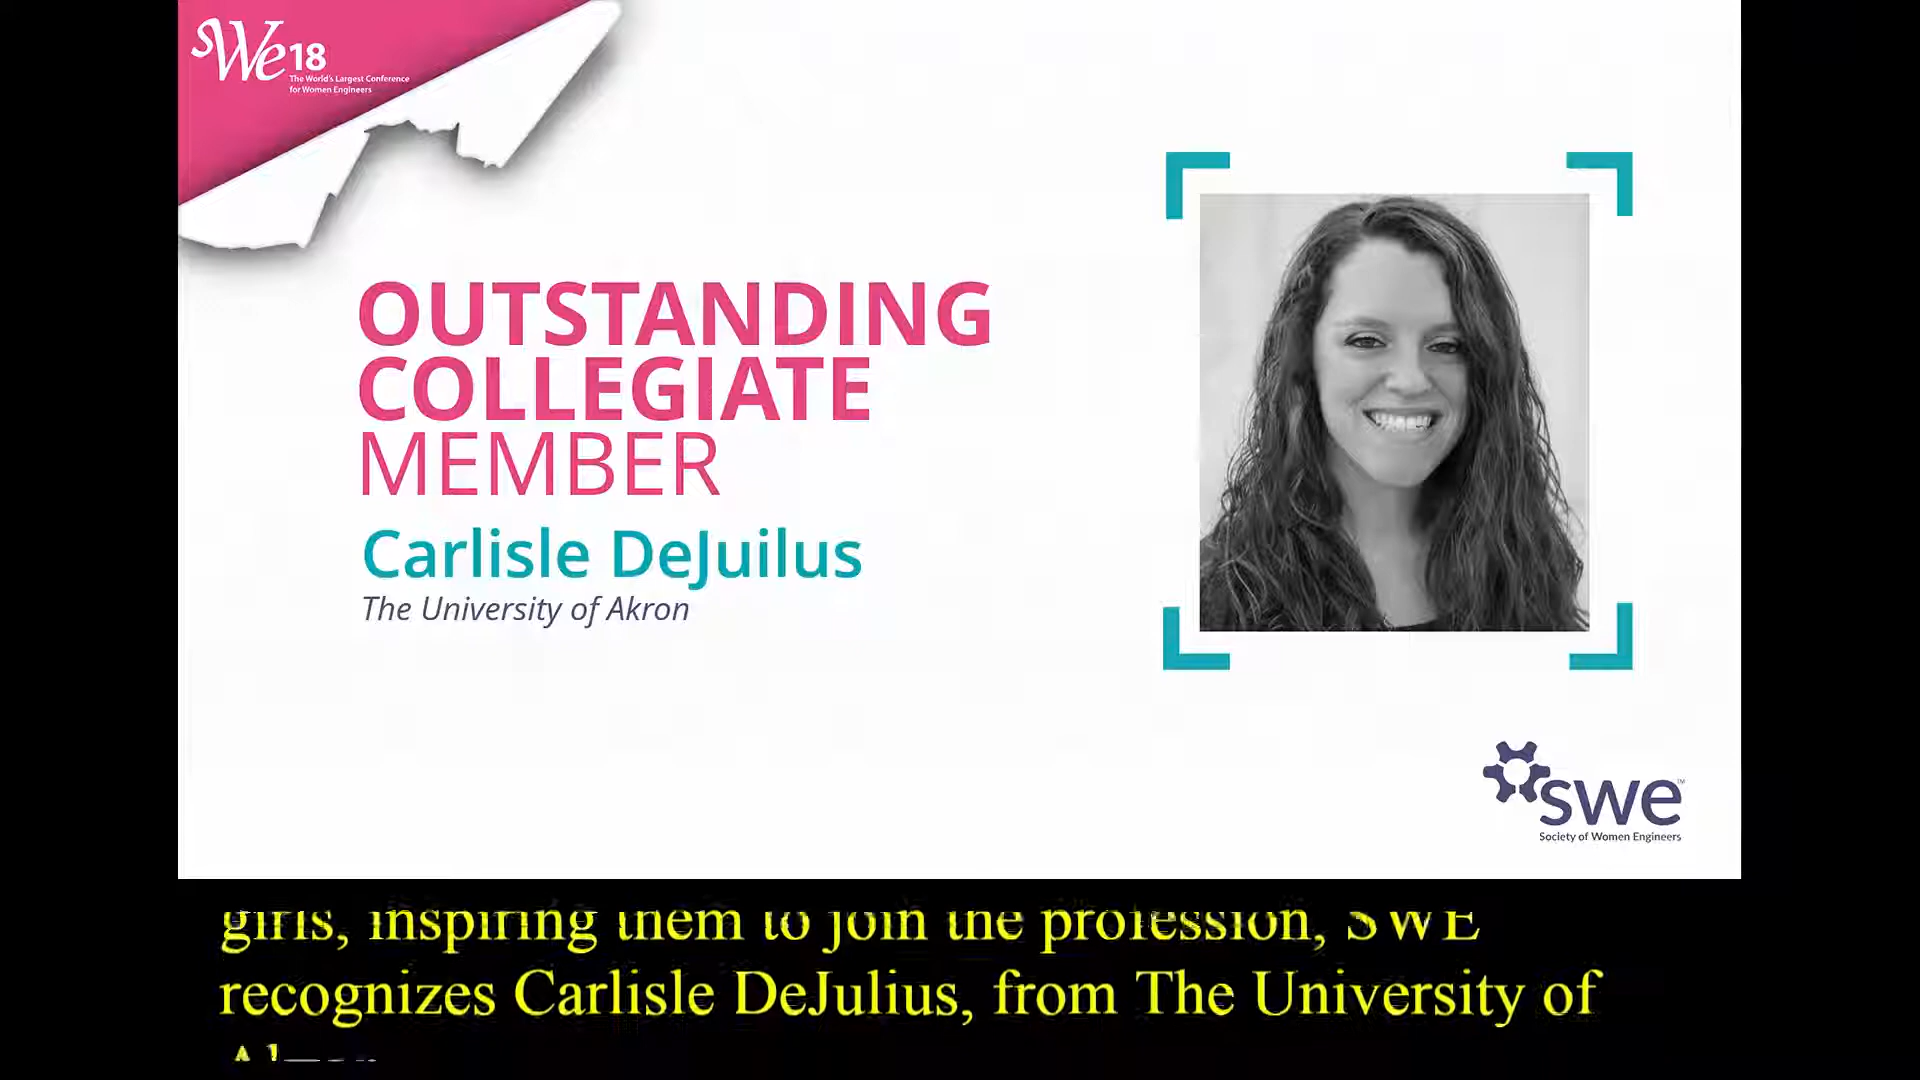 SWe18
The World's Largest Conference
for Women Engineers
OUTSTANDING
COLLEGIATE
MEMBER
Carlisle DeJuilus
The University of Akron
swe™
Society of Women Engineers
girls, inspiring them to join the profession, SWE
recognizes Carlisle DeJulius, from The University of